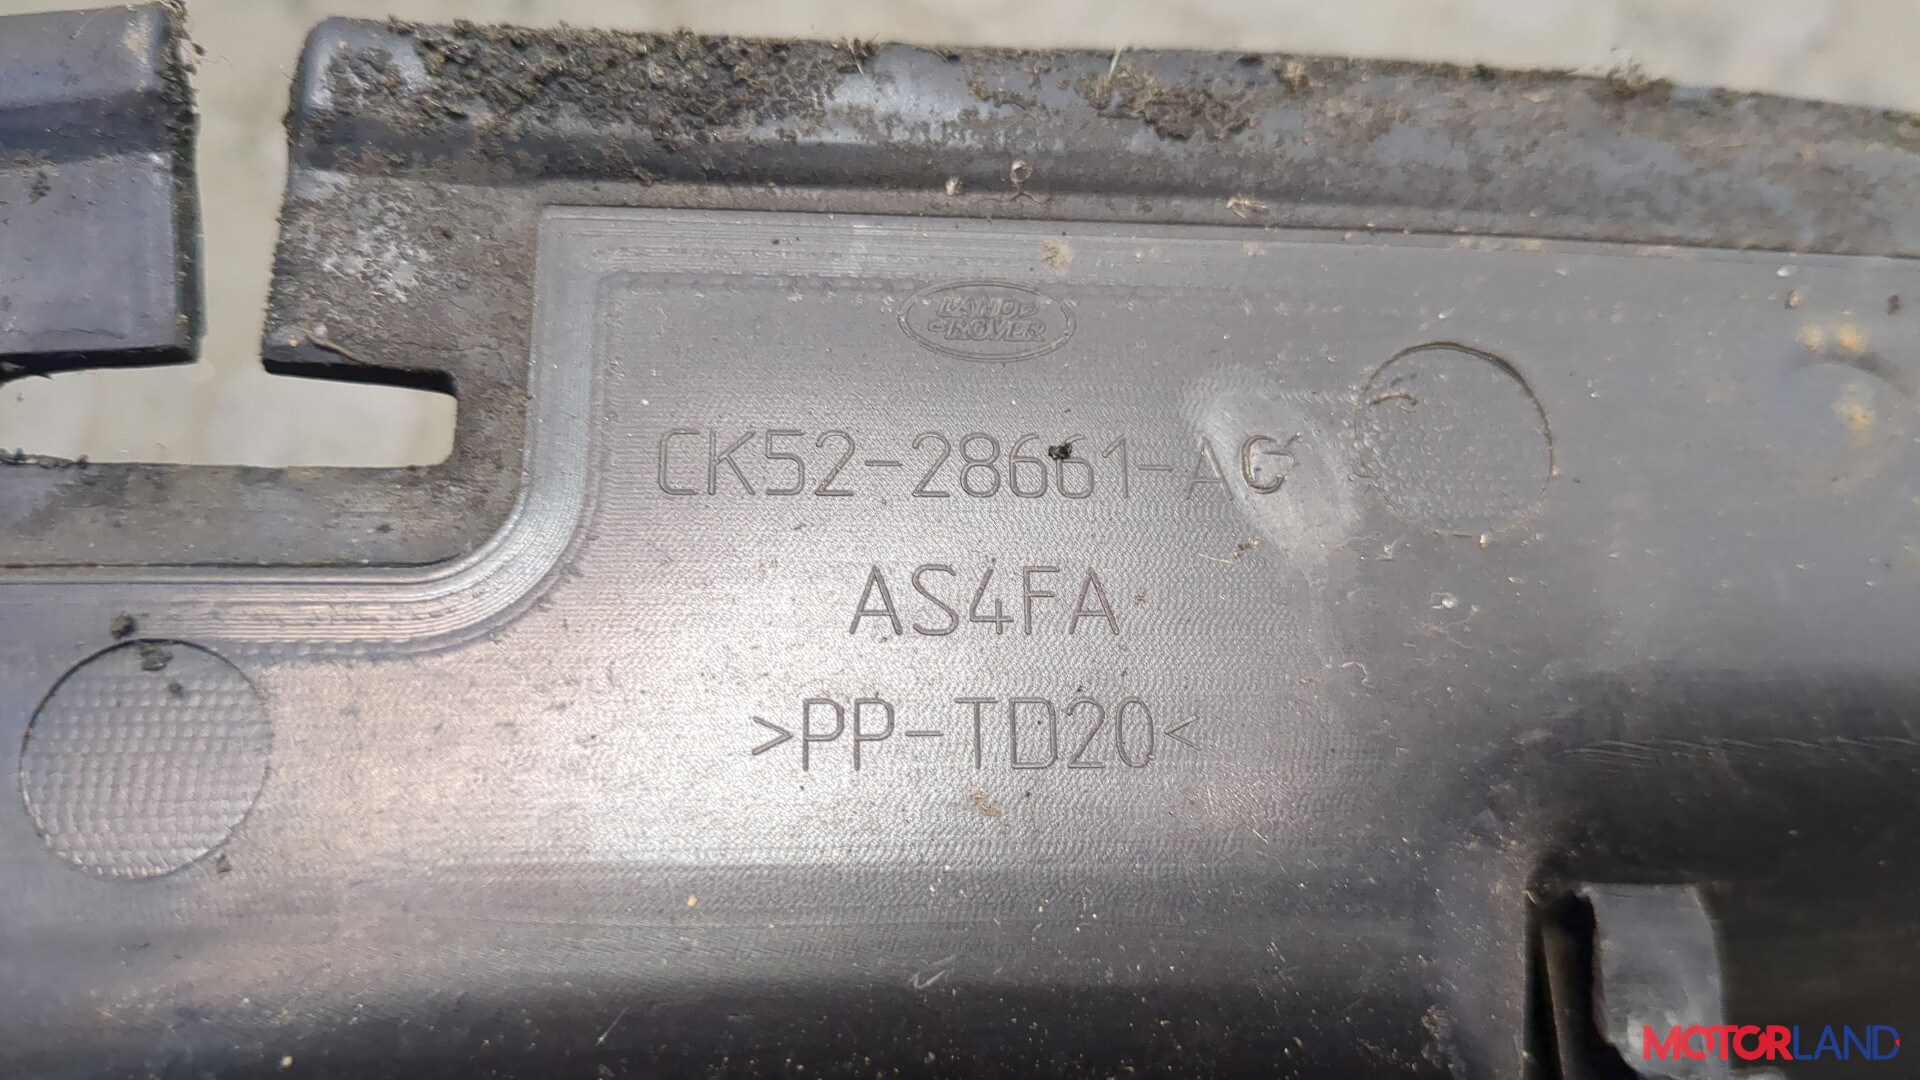 LAND
ROVER
CK52-28661-AC
AS4FA
>PP-TD20<
MOTORLAND